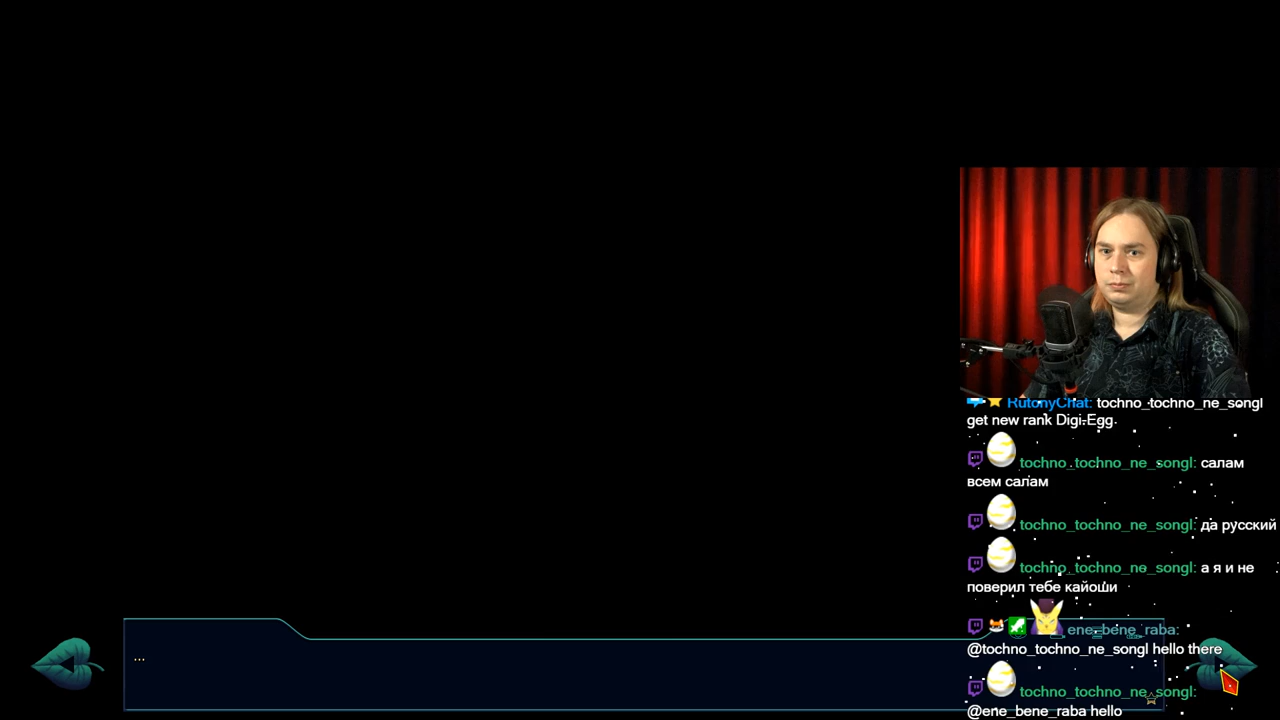 RutonyChat: tochno_tochno_ne_songl
get new rank Digi-Egg
tochno_tochno_ne_songl: салам
всем салам
tochno_tochno_ne_songl: да русский
tochno_tochno_ne_songl: а я и не
поверил тебе кайоши
ene_bene_raba:
@tochno_tochno_ne_songl hello there
tochno_tochno_ne_songl:
@ene_bene_raba hello
...